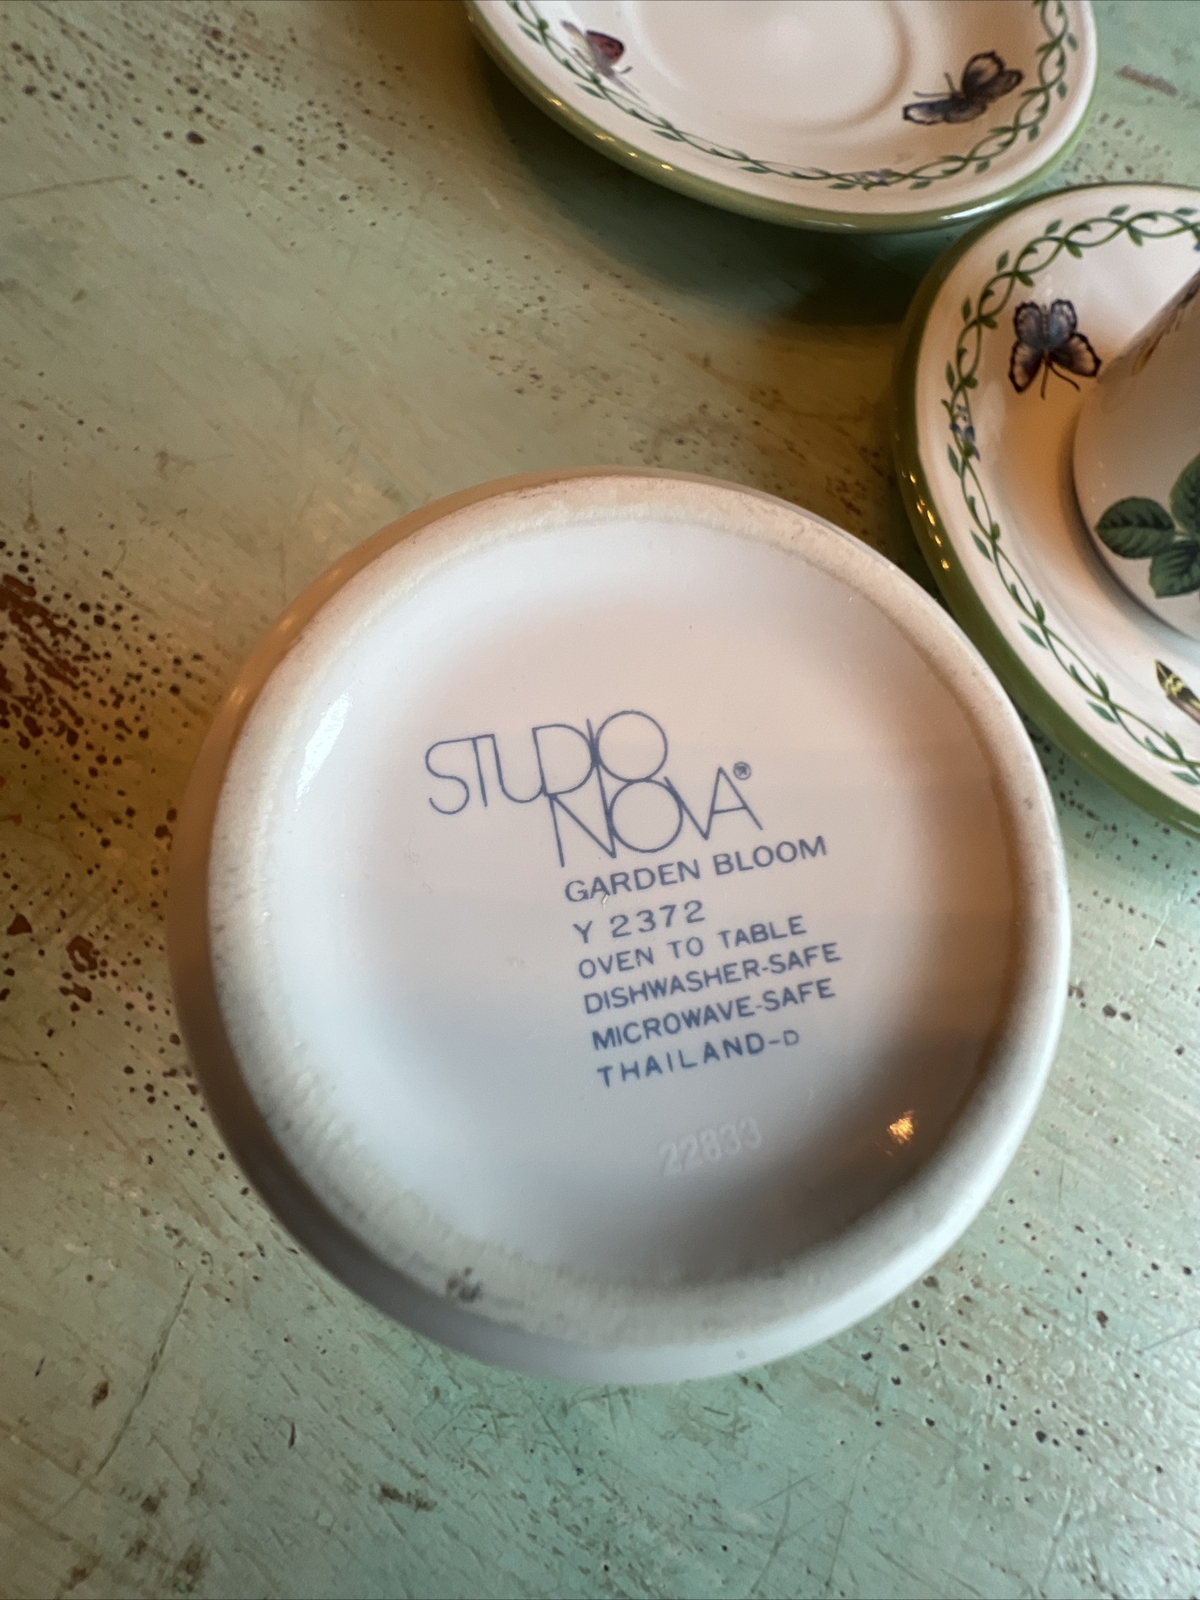 STUDIO
NOVA®
GARDEN BLOOM
Y 2372
OVEN TO TABLE
DISHWASHER-SAFE
MICROWAVE-SAFE
THAILAND-D
22833